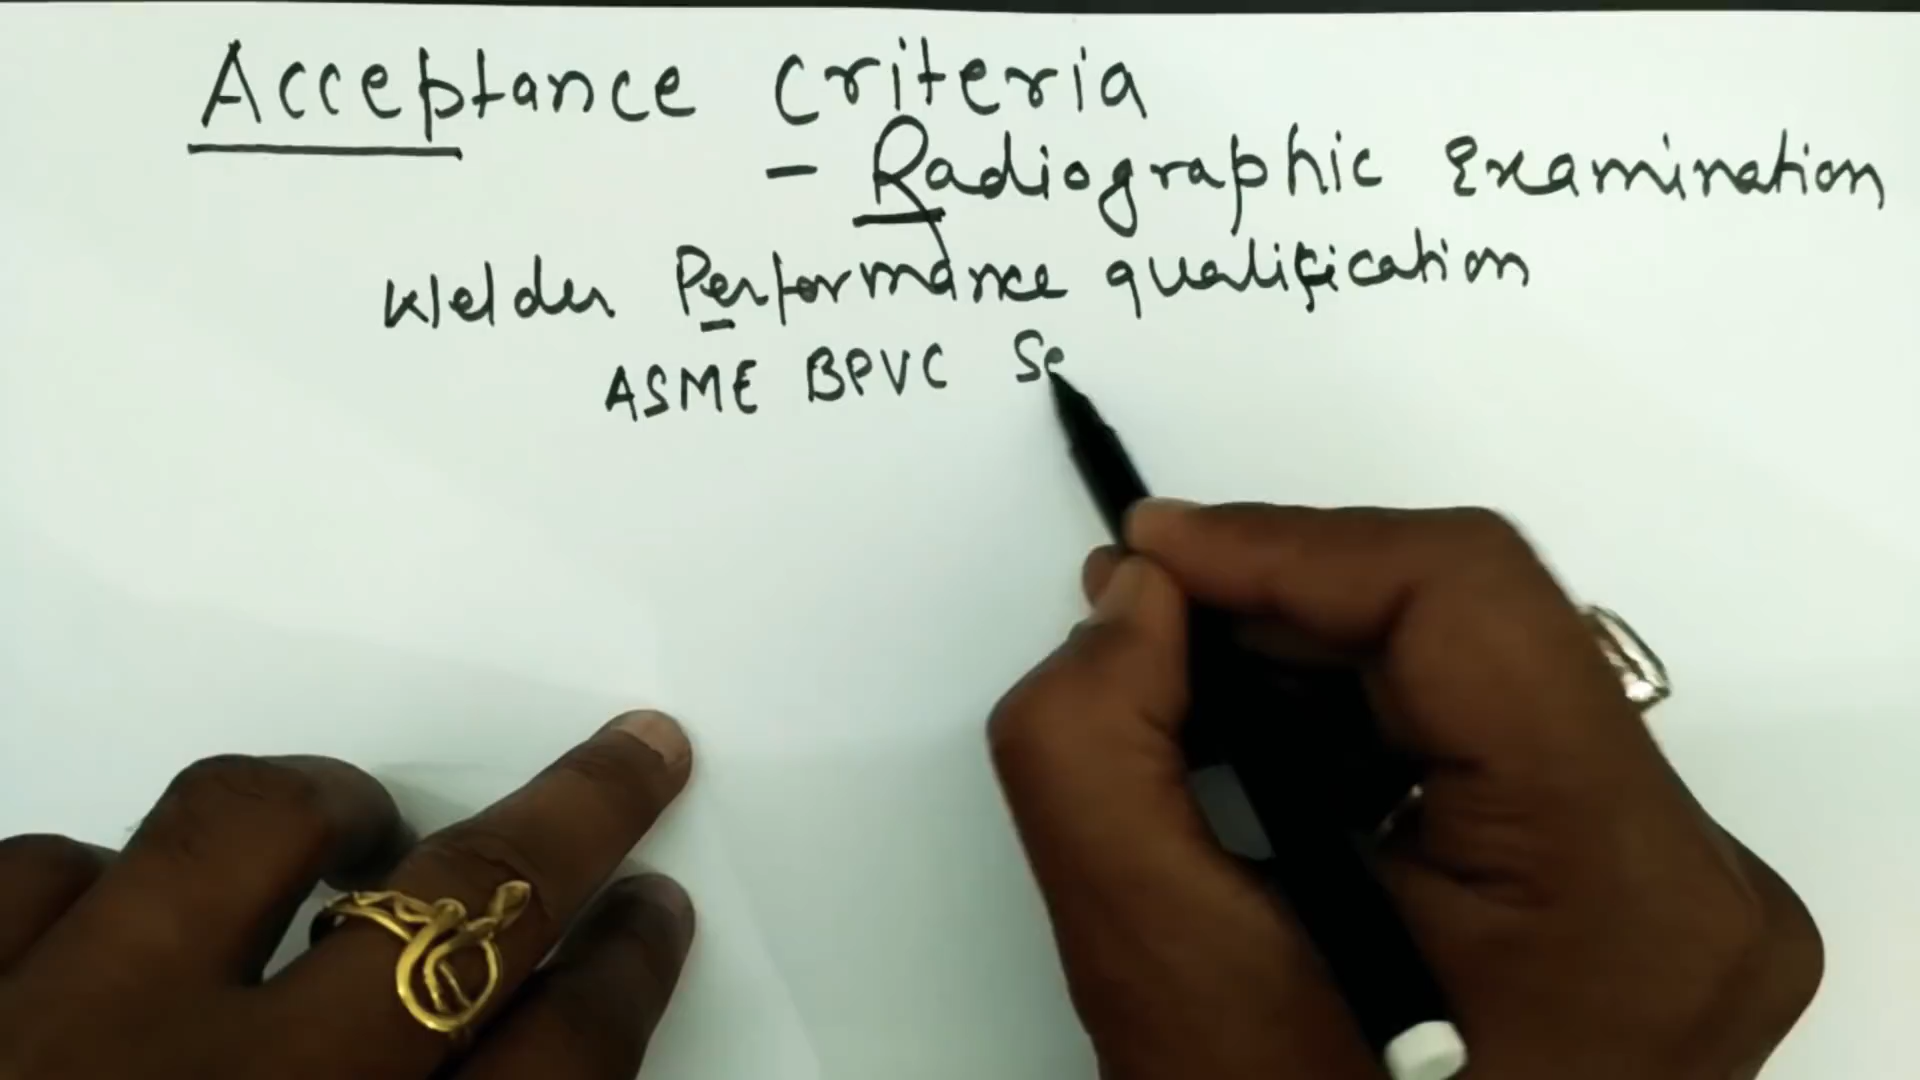 Acceptance criteria
- Radiographic Examination
Welder Performance qualification
ASME BPVC Se